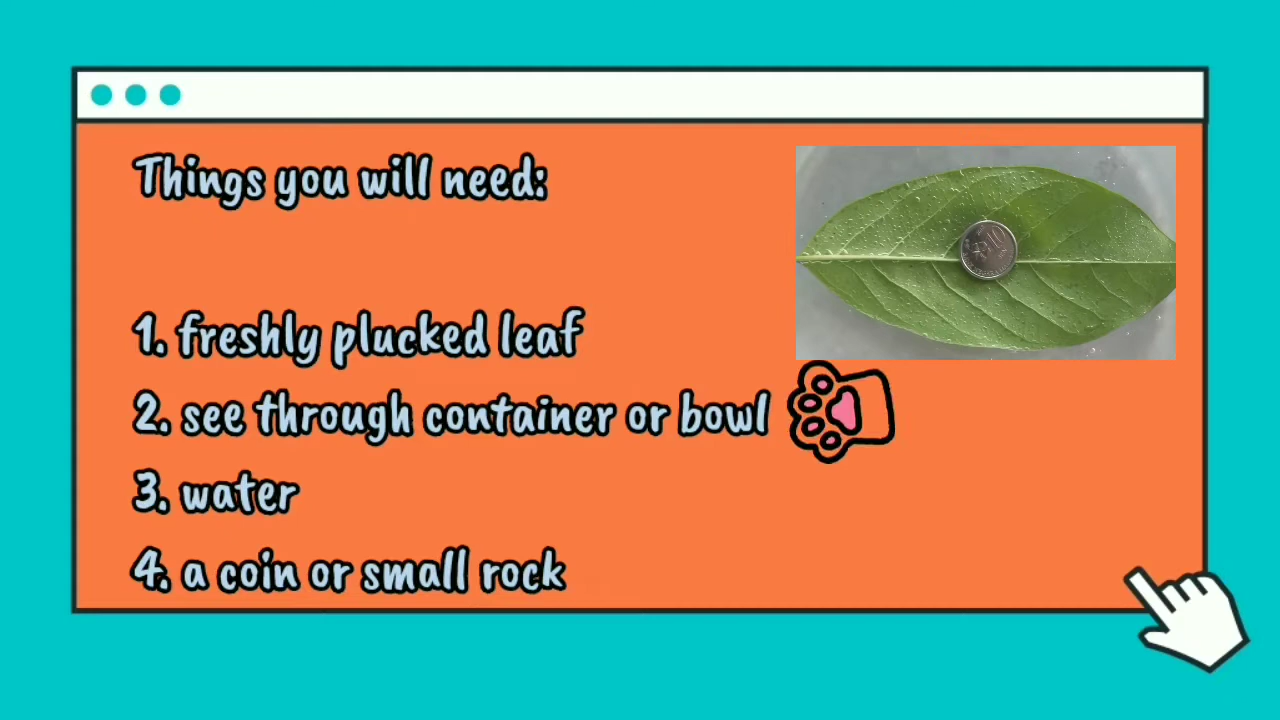 Things you will need:
1. freshly plucked leaf
2. see through container or bowl
3. water
4. a coin or small rock
10